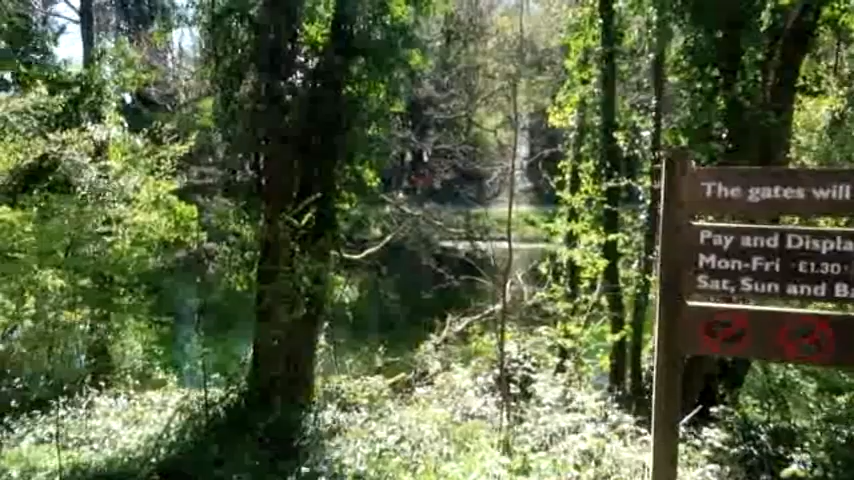 The gates will
Pay and Displa
Mon-Fri £1.30
Sat, Sun and Ba